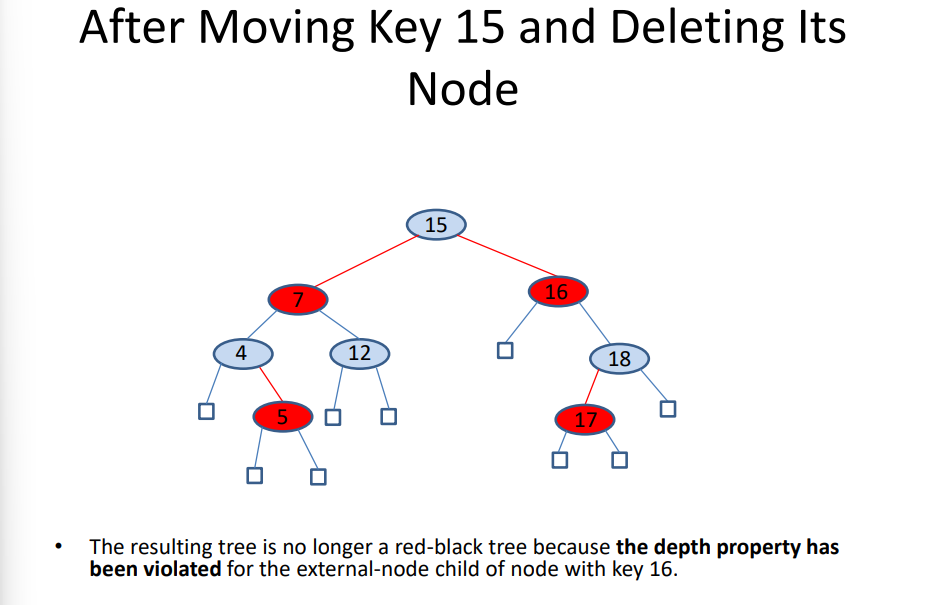 After Moving Key 15 and Deleting Its
Node
15
7
16
4
12
18
5
17
• The resulting tree is no longer a red-black tree because the depth property has
been violated for the external-node child of node with key 16.